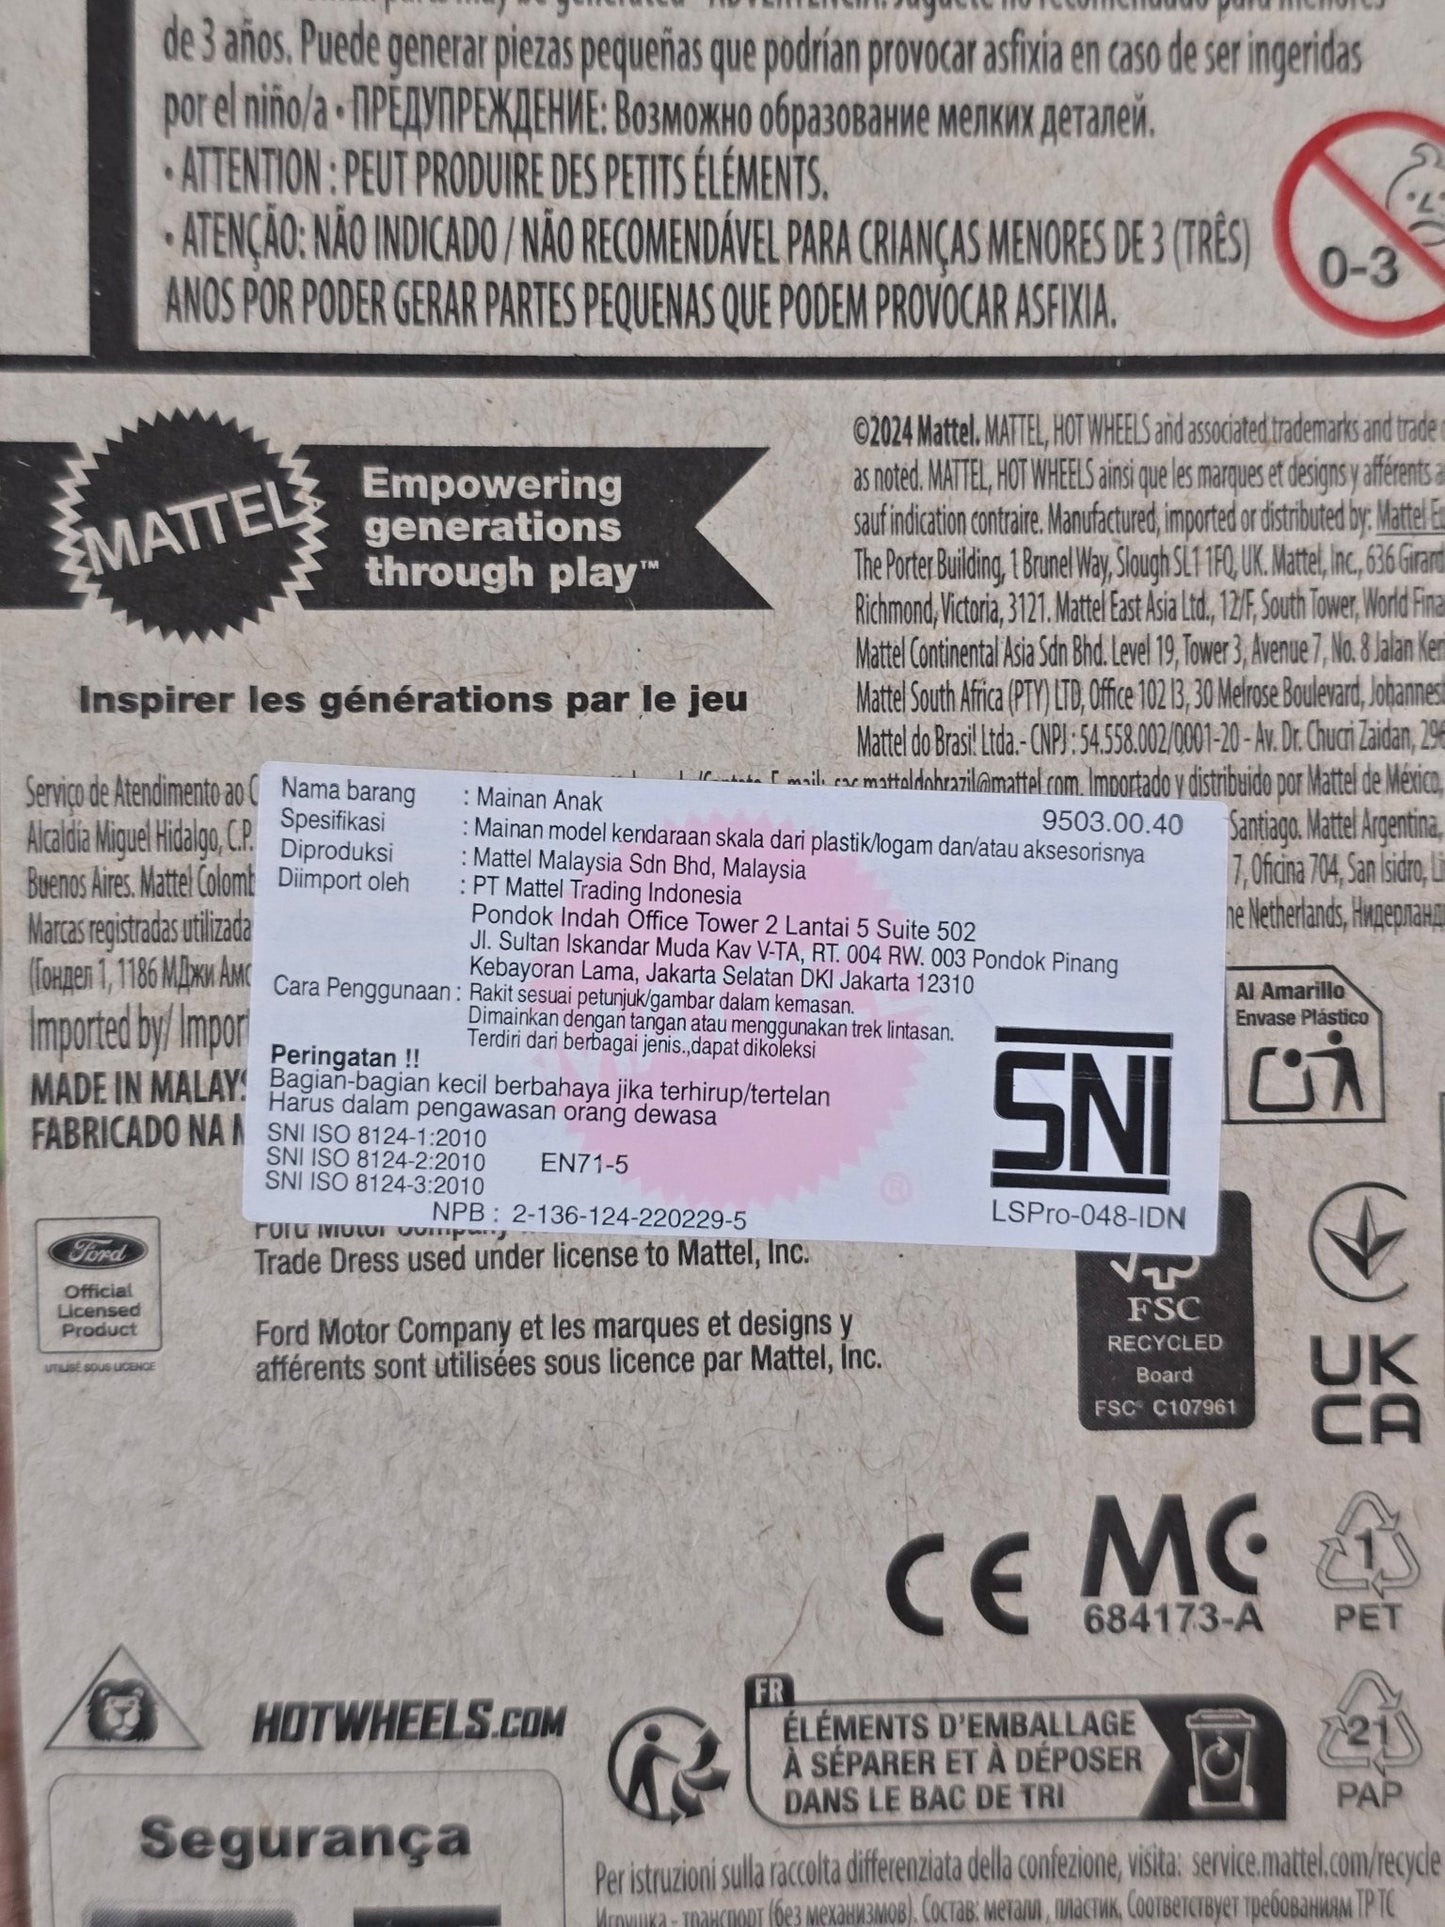 de 3 años. Puede generar piezas pequeñas que podrían provocar asfixia en caso de ser ingeridas
por el niño/a • ПРЕДУПРЕЖДЕНИЕ: Возможно образование мелких деталей.
• ATTENTION : PEUT PRODUIRE DES PETITS ÉLÉMENTS.
• ATENÇÃO: NÃO INDICADO / NÃO RECOMENDÁVEL PARA CRIANÇAS MENORES DE 3 (TRÊS)
ANOS POR PODER GERAR PARTES PEQUENAS QUE PODEM PROVOCAR ASFIXIA.
0-3
MATTEL
Empowering
generations
through play™
Inspirer les générations par le jeu
©2024 Mattel. MATTEL, HOT WHEELS and associated trademarks and trade
as noted. MATTEL, HOT WHEELS ainsi que les marques et designs y afférents
sauf indication contraire. Manufactured, imported or distributed by: Mattel
The Porter Building, 1 Brunel Way, Slough SL1 1FQ, UK. Mattel, Inc., 636 Girard
Richmond, Victoria, 3121. Mattel East Asia Ltd., 12/F, South Tower, World
Mattel Continental Asia Sdn Bhd. Level 19, Tower 3, Avenue 7, No. 8 Jalan
Mattel South Africa (PTY) LTD, Office 102 I3, 30 Melrose Boulevard,
Mattel do Brasil Ltda.- CNPJ : 54.558.002/0001-20 - Av. Dr. Chucri Zaidan,
matteldobrazil@mattel.com. Importado y distribuido por Mattel de México,
Serviço de Atendimento ao
Alcaldía Miguel Hidalgo, C.P.
Santiago. Mattel Argentina,
Buenos Aires. Mattel
7, Oficina 704, San Isidro,
Marcas registradas
Netherlands,
1, 1186 МДжи
Imported by/
MADE IN
FABRICADO NA
Nama barang : Mainan Anak
9503.00.40
Spesifikasi : Mainan model kendaraan skala dari plastik/logam dan/atau aksesorisnya
Diproduksi : Mattel Malaysia Sdn Bhd, Malaysia
Diimport oleh : PT Mattel Trading Indonesia
Pondok Indah Office Tower 2 Lantai 5 Suite 502
Jl. Sultan Iskandar Muda Kav V-TA, RT. 004 RW. 003 Pondok Pinang
Kebayoran Lama, Jakarta Selatan DKI Jakarta 12310
Cara Penggunaan : Rakit sesuai petunjuk/gambar dalam kemasan.
Dimainkan dengan tangan atau menggunakan trek lintasan.
Terdiri dari berbagai jenis.,dapat dikoleksi
Peringatan !!
Bagian-bagian kecil berbahaya jika terhirup/tertelan
Harus dalam pengawasan orang dewasa
SNI ISO 8124-1:2010
SNI ISO 8124-2:2010 EN71-5
SNI ISO 8124-3:2010
NPB : 2-136-124-220229-5
®
SNI
LSPro-048-IDN
Al Amarillo
Envase Plástico
Ford
Official
Licensed
Product
UTILISÉ SOUS LICENCE
Trade Dress used under license to Mattel, Inc.
Ford Motor Company et les marques et designs y
afférents sont utilisées sous licence par Mattel, Inc.
FSC
RECYCLED
Board
FSC® C107961
UK
CA
CE
MC
684173-A
1
PET
HOTWHEELS.COM
FR
ÉLÉMENTS D'EMBALLAGE
À SÉPARER ET À DÉPOSER
DANS LE BAC DE TRI
21
PAP
Segurança
Per istruzioni sulla raccolta differenziata della confezione, visita: service.mattel.com/recycle
Игрушка - транспорт (без механизмов). Состав: металл, пластик. Соответствует требованиям ТР ТС